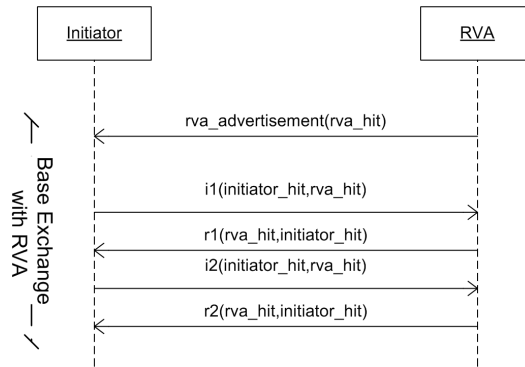 Initiator
RVA
rva_advertisement(rva_hit)
i1(initiator_hit,rva_hit)
r1(rva_hit,initiator_hit)
i2(initiator_hit,rva_hit)
r2(rva_hit,initiator_hit)
Base Exchange
with RVA